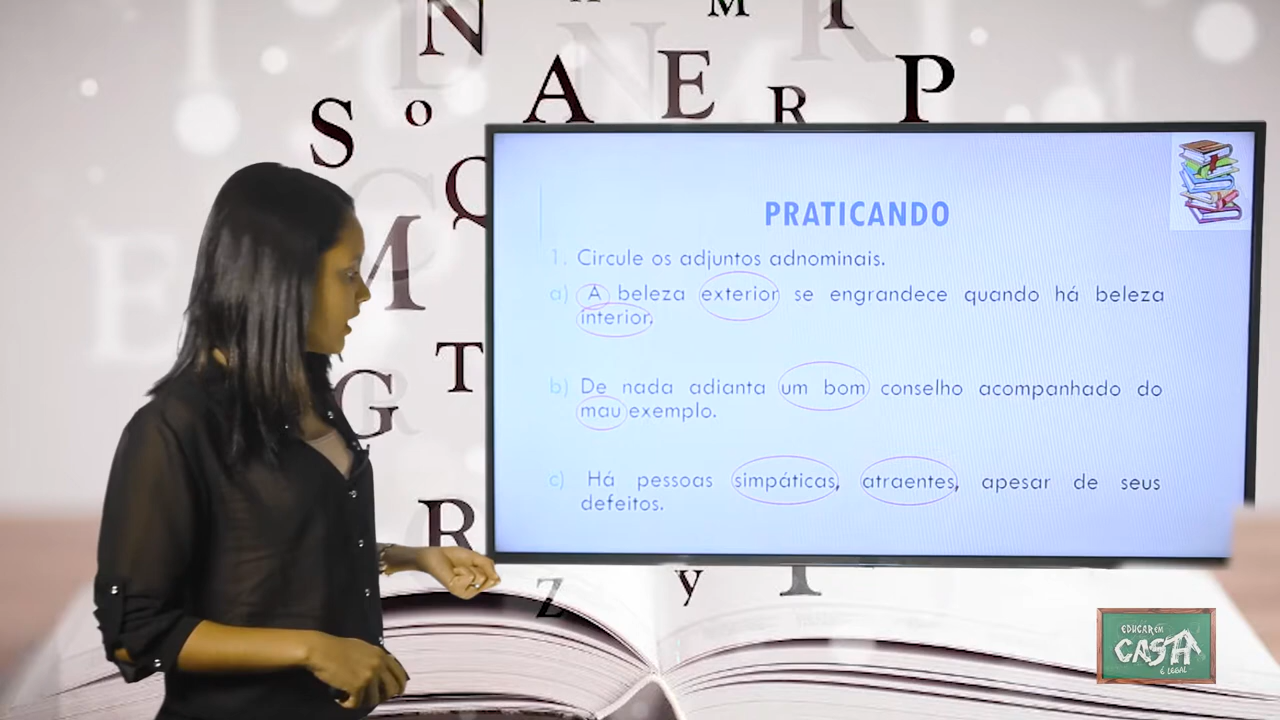 PRATICANDO
1. Circule os adjuntos adnominais.
a) A beleza exterior se engrandece quando há beleza
interior.
b) De nada adianta um bom conselho acompanhado do
mau exemplo.
c) Há pessoas simpáticas, atraentes, apesar de seus
defeitos.
EDUCAR EM
CASA
É LEGAL